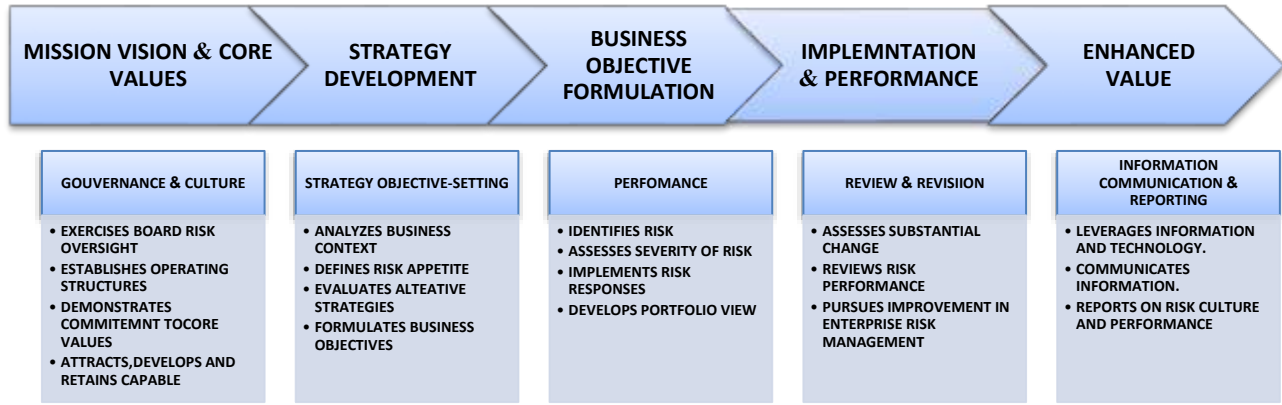 MISSION VISION & CORE
VALUES
STRATEGY
DEVELOPMENT
BUSINESS
OBJECTIVE
FORMULATION
IMPLEMNTATION
& PERFORMANCE
ENHANCED
VALUE
GOUVERNANCE & CULTURE
• EXERCISES BOARD RISK
OVERSIGHT
• ESTABLISHES OPERATING
STRUCTURES
• DEMONSTRATES
COMMITEMNT TOCORE
VALUES
• ATTRACTS,DEVELOPS AND
RETAINS CAPABLE
STRATEGY OBJECTIVE-SETTING
• ANALYZES BUSINESS
CONTEXT
• DEFINES RISK APPETITE
• EVALUATES ALTEATIVE
STRATEGIES
• FORMULATES BUSINESS
OBJECTIVES
PERFOMANCE
• IDENTIFIES RISK
• ASSESSES SEVERITY OF RISK
• IMPLEMENTS RISK
RESPONSES
• DEVELOPS PORTFOLIO VIEW
REVIEW & REVISIION
• ASSESSES SUBSTANTIAL
CHANGE
• REVIEWS RISK
PERFORMANCE
• PURSUES IMPROVEMENT IN
ENTERPRISE RISK
MANAGEMENT
INFORMATION
COMMUNICATION &
REPORTING
• LEVERAGES INFORMATION
AND TECHNOLOGY.
• COMMUNICATES
INFORMATION.
• REPORTS ON RISK CULTURE
AND PERFORMANCE